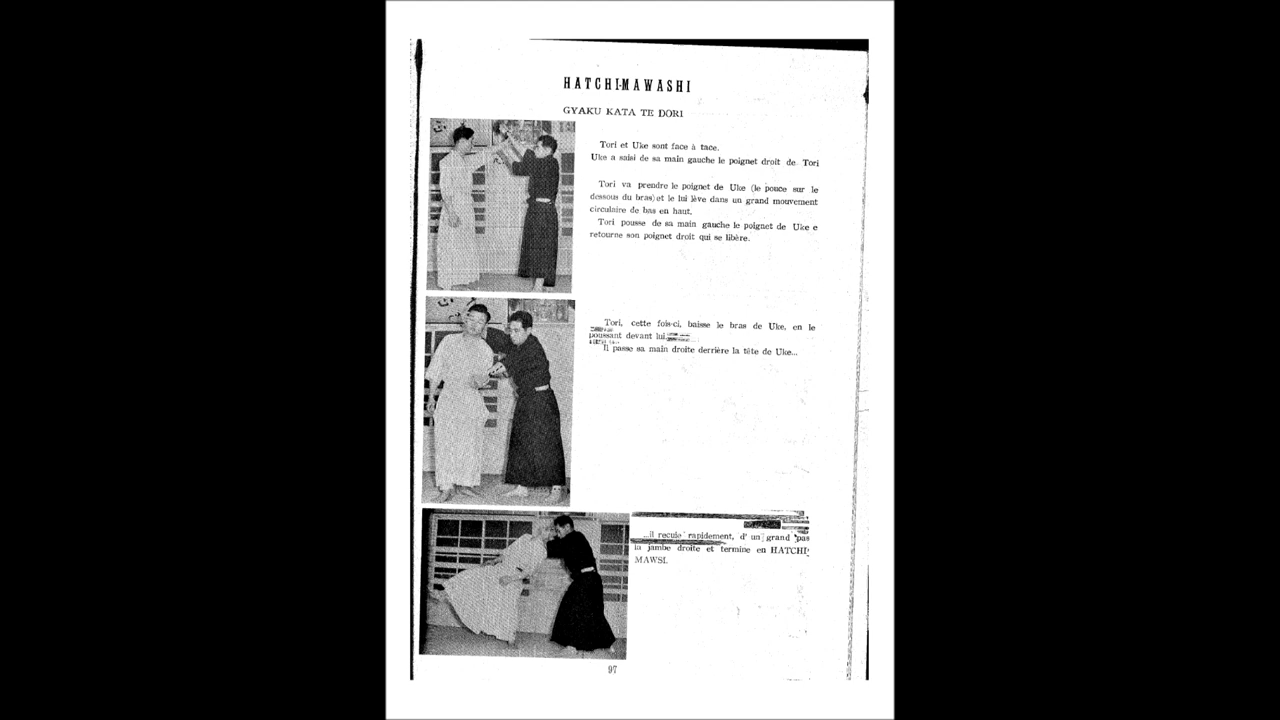 HATCHI-MAWASHI
GYAKU KATA TE DORI
Tori et Uke sont face à tace.
Uke a saisi de sa main gauche le poignet droit de Tori
Tori va prendre le poignet de Uke (le pouce sur le
dessous du bras) et le lui lève dans un grand mouvement
circulaire de bas en haut.
Tori pousse de sa main gauche le poignet de Uke e
retourne son poignet droit qui se libère.
Tori, cette fois-ci, baisse le bras de Uke, en le
poussant devant lui
Il passe sa main droite derrière la tête de Uke...
...il recule rapidement, d'un grand pas
la jambe droite et termine en HATCHI
MAWSI.
97